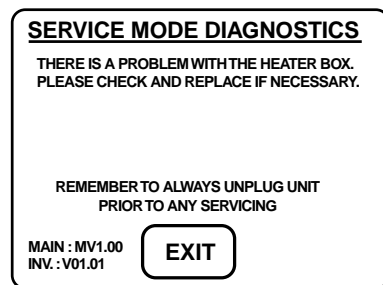 SERVICE MODE DIAGNOSTICS
THERE IS A PROBLEM WITH THE HEATER BOX.
PLEASE CHECK AND REPLACE IF NECESSARY.
REMEMBER TO ALWAYS UNPLUG UNIT
PRIOR TO ANY SERVICING
MAIN : MV1.00
INV. : V01.01
EXIT